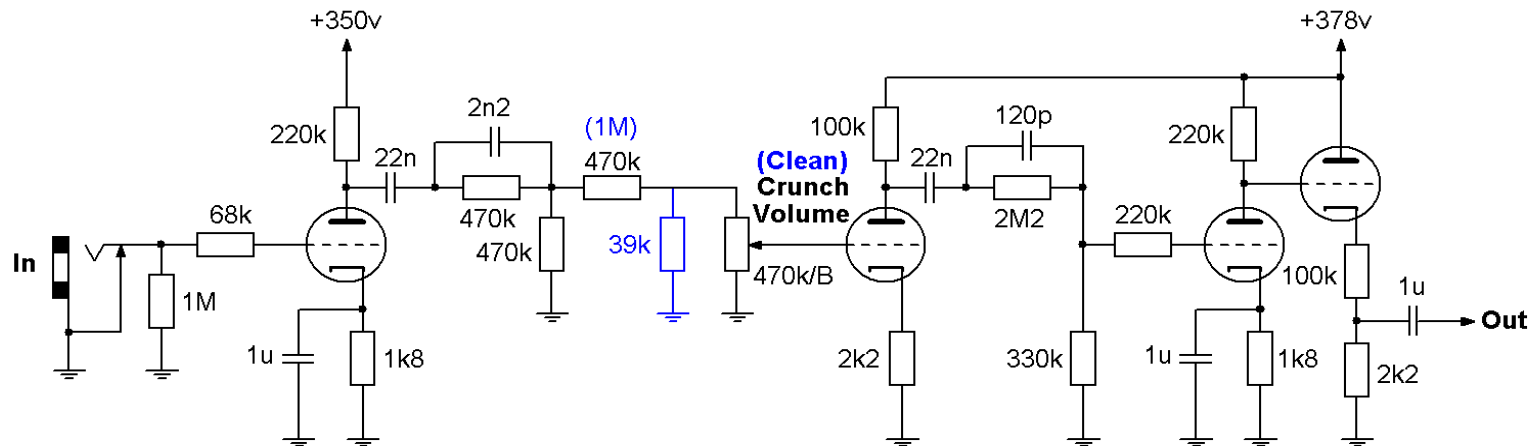 +350v
+378v
220k
2n2
(1M)
470k
22n
470k
68k
In
1M
1u
1k8
470k
39k
(Clean)
Crunch
Volume
470k/B
100k
22n
120p
2M2
220k
2k2
330k
220k
1u
1k8
100k
1u
Out
2k2